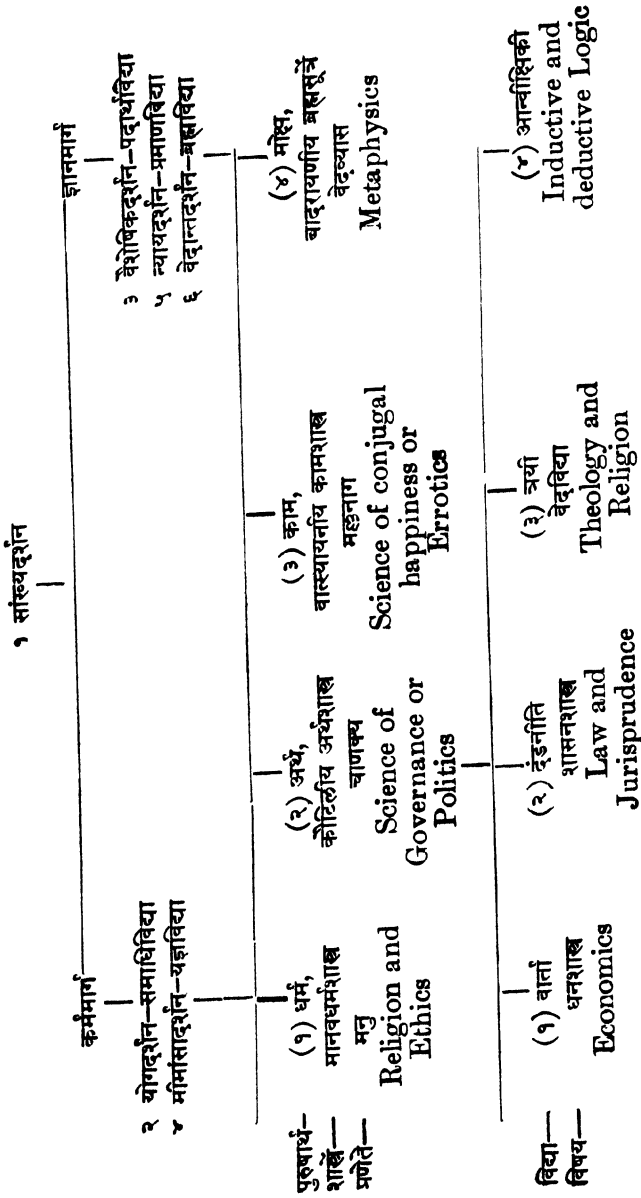 १ सांख्यदर्शन
कर्ममार्ग
ज्ञानमार्ग
२ योगदर्शन–समाधिविद्या
४ मीमांसादर्शन–यज्ञविद्या
३ वैशेषिकदर्शन–पदार्थविद्या
५ न्यायदर्शन–प्रमाणविद्या
६ वेदान्तदर्शन–ब्रह्मविद्या
पुरुषार्थ–
शास्त्रें—
प्रणेते—
(१) धर्म,
मानवधर्मशास्त्र
मनु
Religion and
Ethics
(२) अर्थ,
कौटिलीय अर्थशास्त्र
चाणक्य
Science of
Governance or
Politics
(३) काम,
वात्स्यायनीय कामशास्त्र
मल्लनाग
Science of conjugal
happiness or
Errotics
(४) मोक्ष,
बादरायणीय ब्रह्मसूत्रें
वेदव्यास
Metaphysics
विद्या—
विषय—
(१) वार्ता
धनशास्त्र
Economics
(२) दंडनीति
शासनशास्त्र
Law and
Jurisprudence
(३) त्रयी
वेदविद्या
Theology and
Religion
(४) आन्वीक्षिकी
Inductive and
deductive Logic